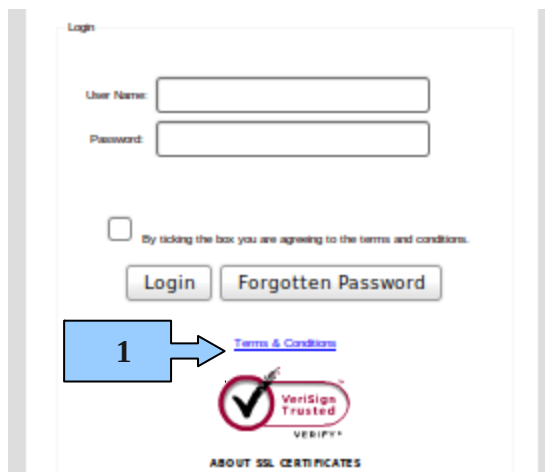 Login
User Name:
Password:
By ticking the box you are agreeing to the terms and conditions.
Login Forgotten Password
Terms & Conditions
1
VeriSign
Trusted
VERIFY
ABOUT SSL CERTIFICATES